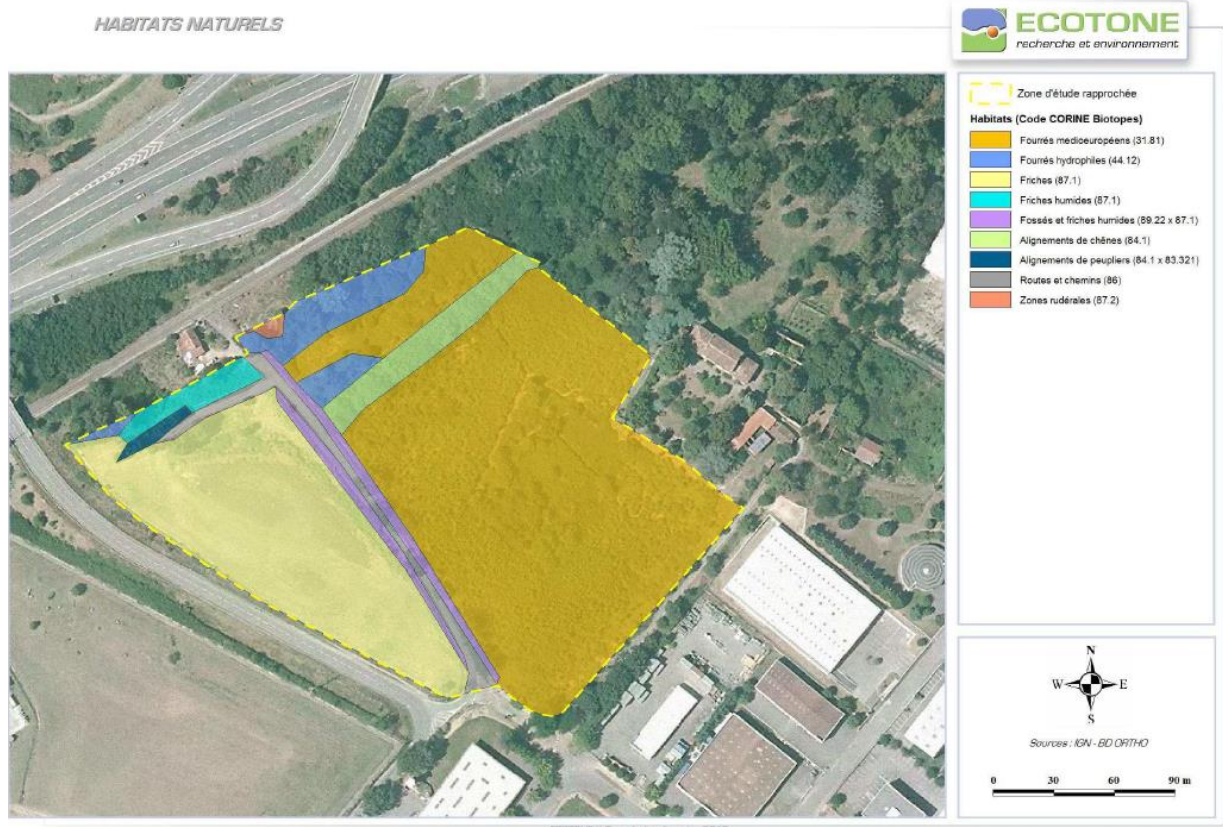 HABITATS NATURELS
ECOTONE
recherche et environnement
Zone d'étude rapprochée
Habitats (Code CORINE Biotopes)
Fourrés medioeuropéens (31.81)
Fourrés hydrophiles (44.12)
Friches (87.1)
Friches humides (87.1)
Fossés et friches humides (89.22 x 87.1)
Alignements de chênes (84.1)
Alignements de peupliers (84.1 x 83.321)
Routes et chemins (86)
Zones rudérales (87.2)
N
W E
S
Sources : IGN - BD ORTHO
0 30 60 90 m